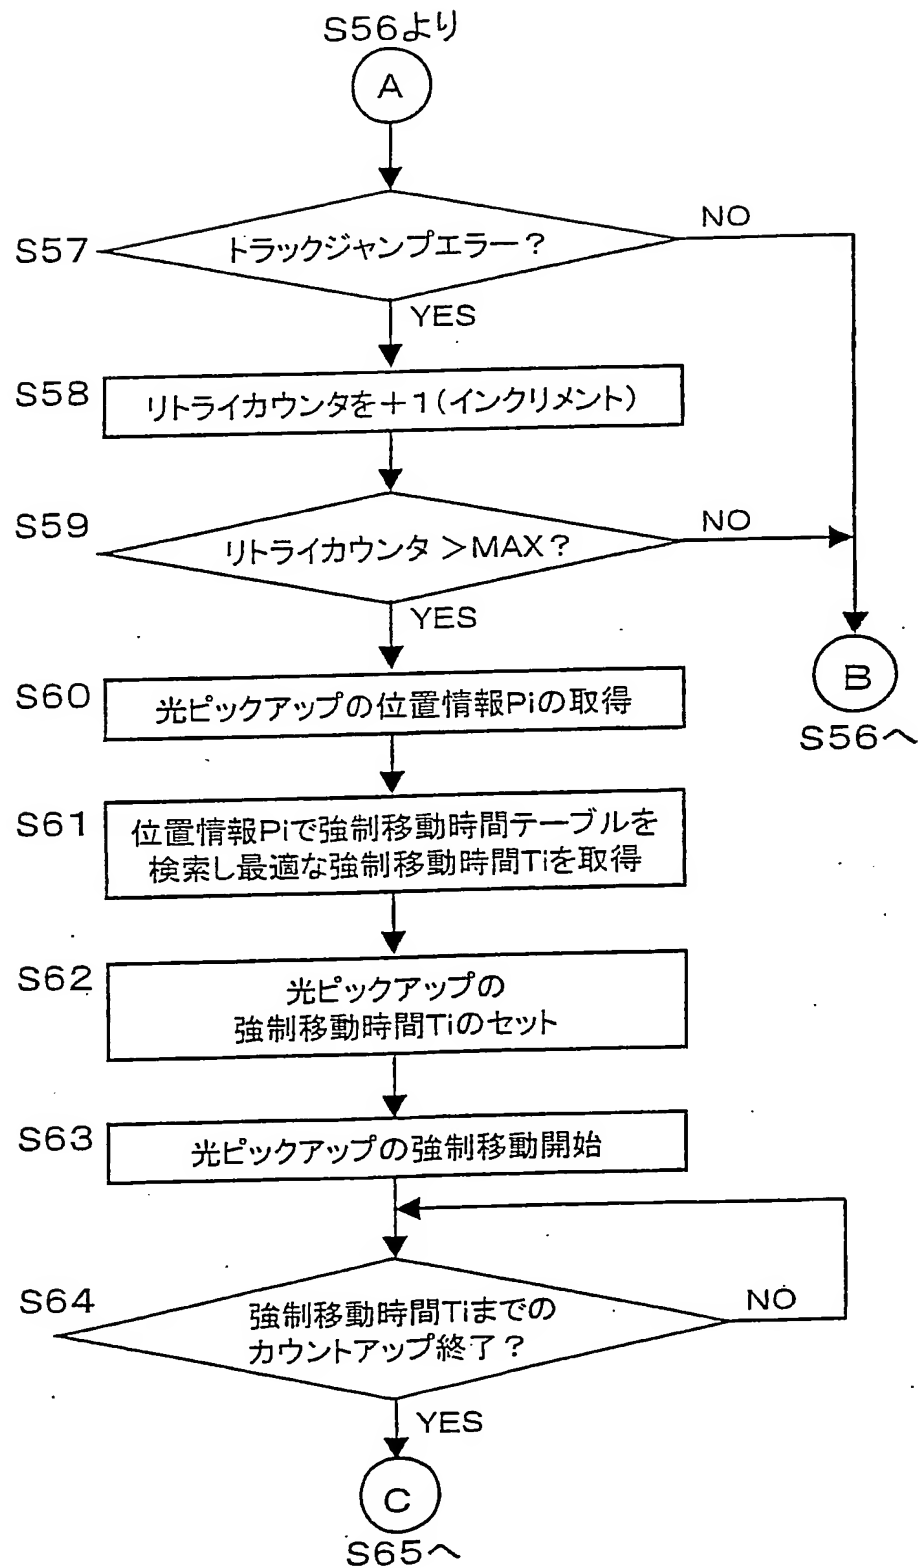 S56より
A
S57
トラックジャンプエラー?
NO
YES
S58
リトライカウンタを+1(インクリメント)
S59
リトライカウンタ>MAX?
NO
YES
B
S56へ
S60
光ピックアップの位置情報Piの取得
S61
位置情報Piで強制移動時間テーブルを
検索し最適な強制移動時間Tiを取得
S62
光ピックアップの
強制移動時間Tiのセット
S63
光ピックアップの強制移動開始
S64
強制移動時間Tiまでの
カウントアップ終了?
NO
YES
C
S65へ